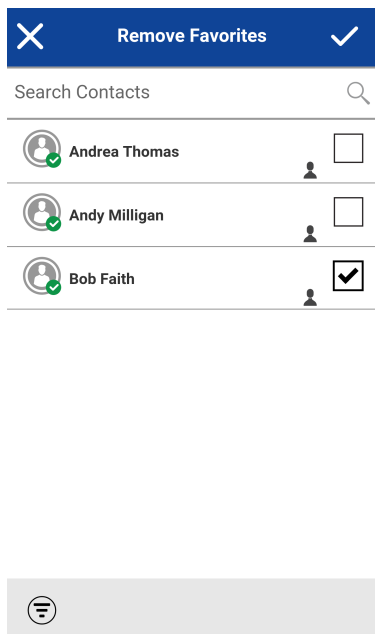 Remove Favorites
Search Contacts
Andrea Thomas
Andy Milligan
Bob Faith